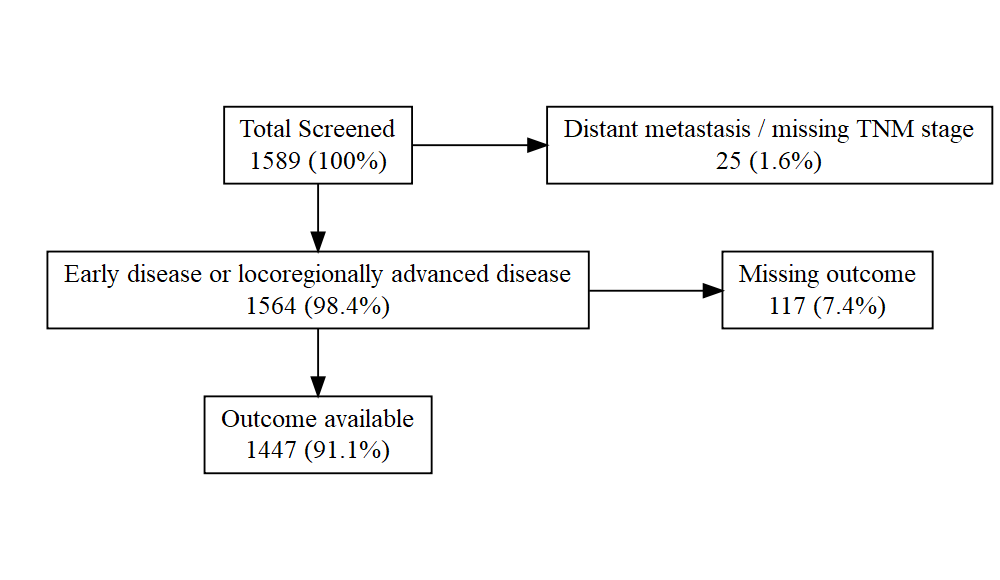 Total Screened
1589 (100%)
Distant metastasis / missing TNM stage
25 (1.6%)
Early disease or locoregionally advanced disease
1564 (98.4%)
Missing outcome
117 (7.4%)
Outcome available
1447 (91.1%)